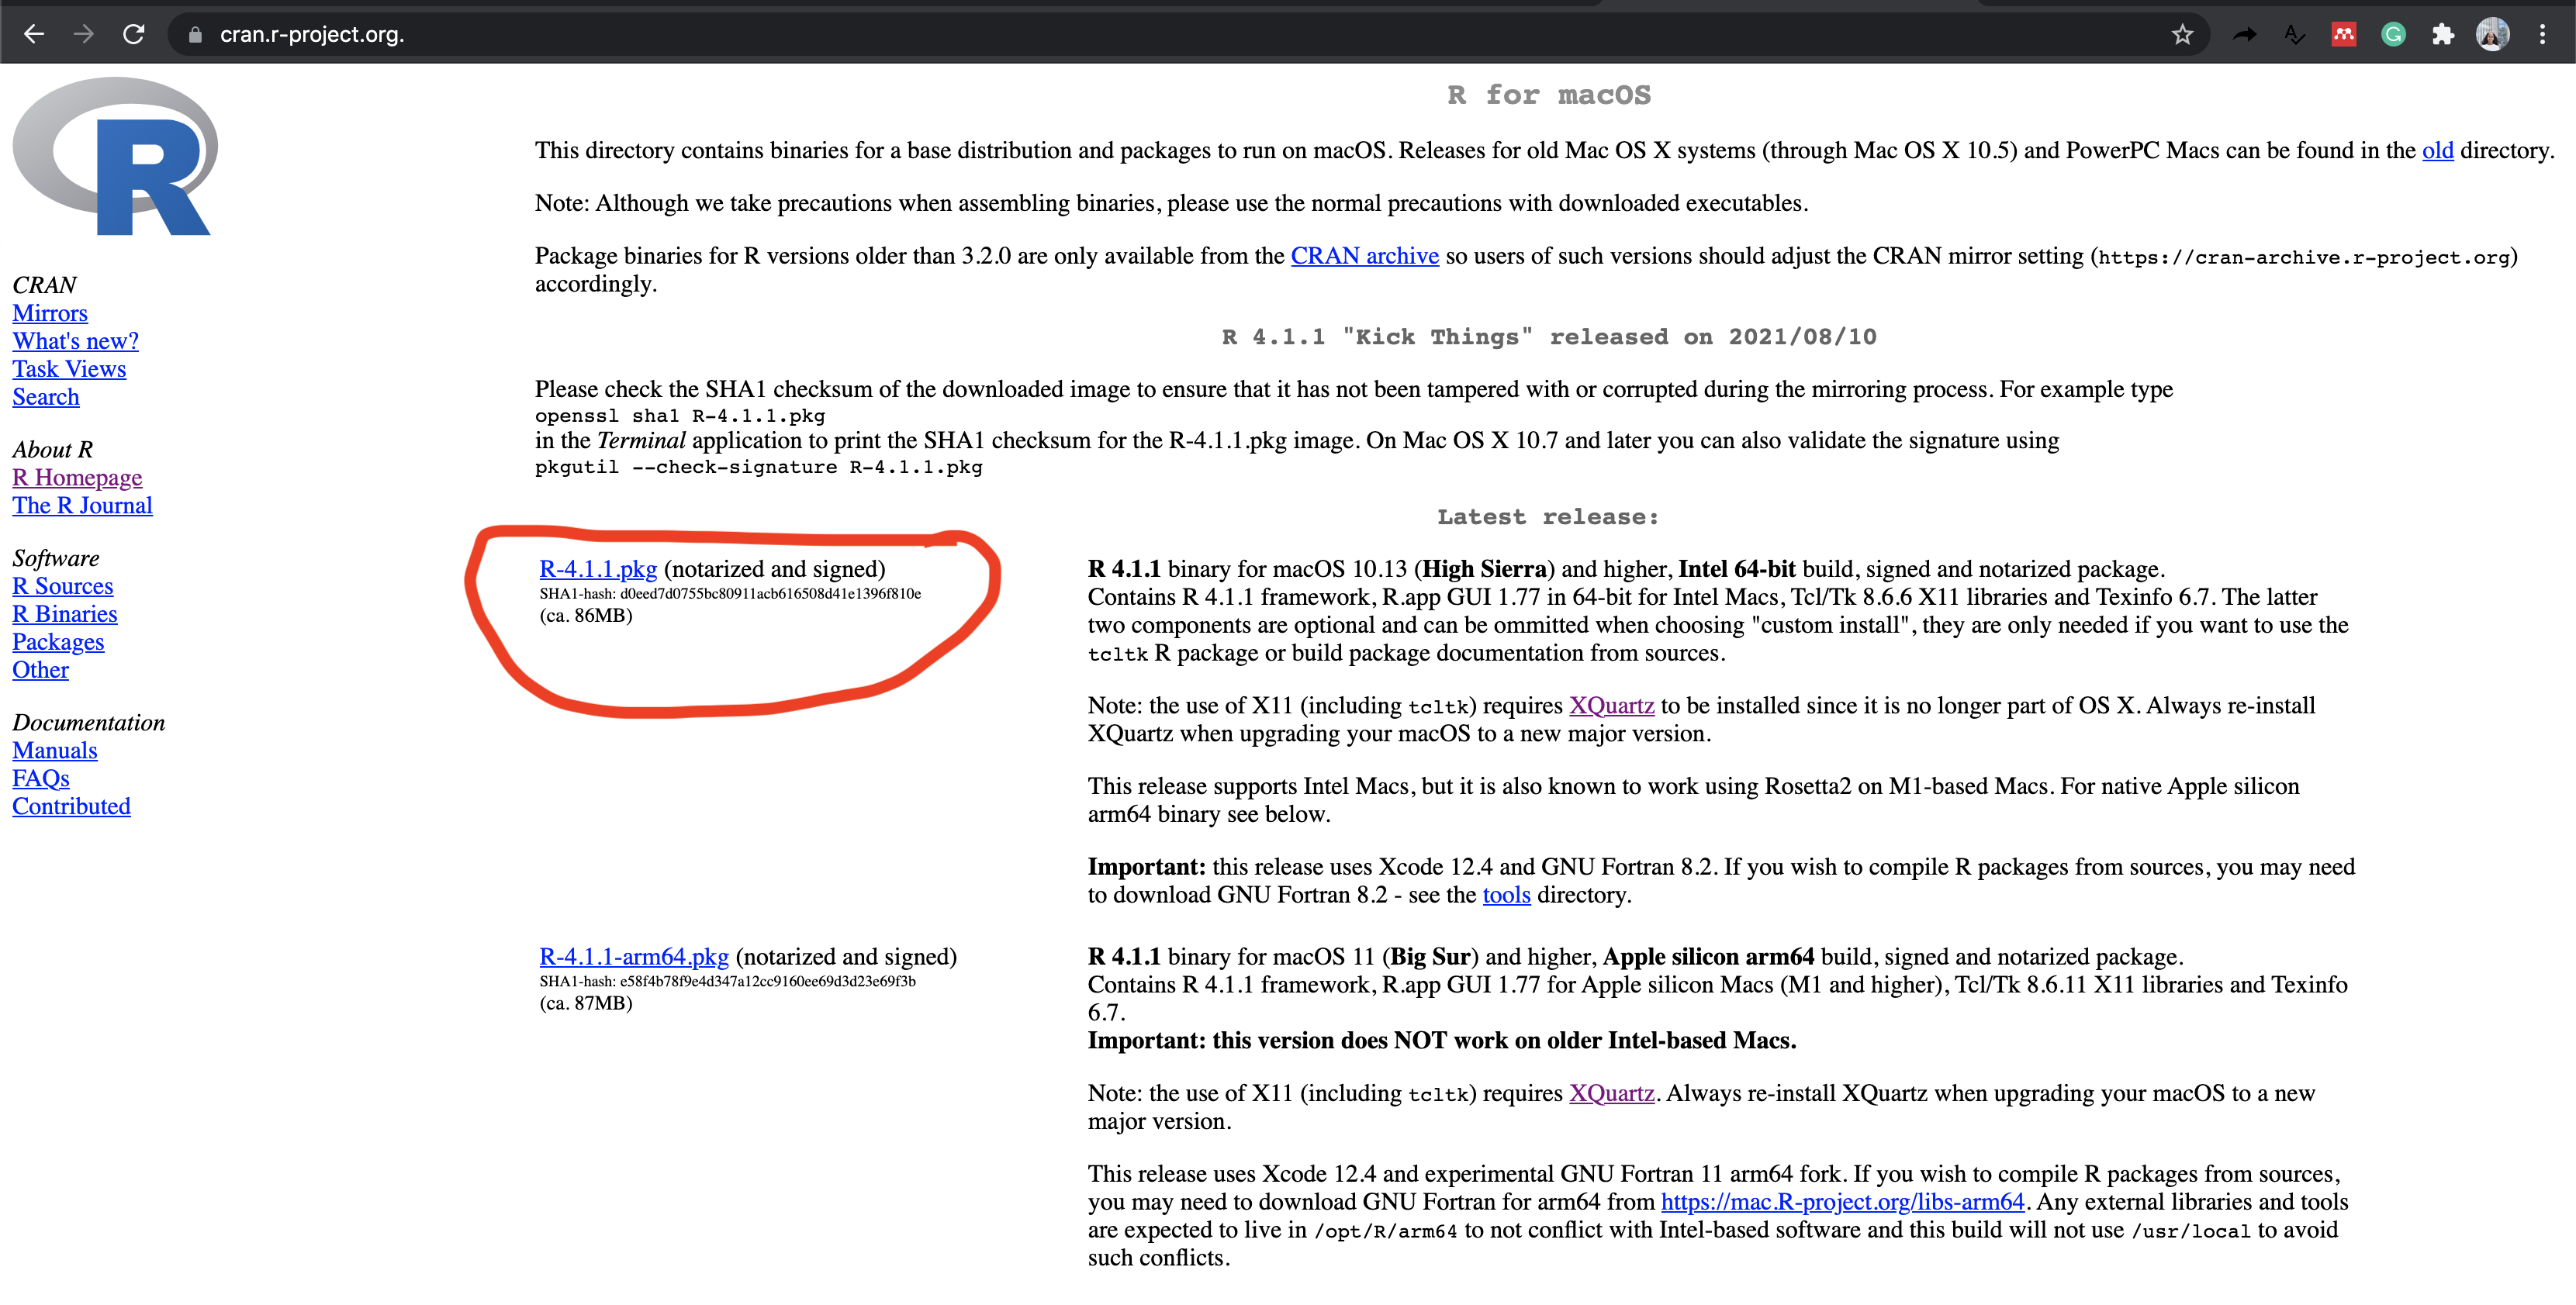 cran.r-project.org.
R
R for macOS
This directory contains binaries for a base distribution and packages to run on macOS. Releases for old Mac OS X systems (through Mac OS X 10.5) and PowerPC Macs can be found in the old directory.
Note: Although we take precautions when assembling binaries, please use the normal precautions with downloaded executables.
Package binaries for R versions older than 3.2.0 are only available from the CRAN archive so users of such versions should adjust the CRAN mirror setting (https://cran-archive.r-project.org)
accordingly.
CRAN
Mirrors
What's new?
Task Views
Search
About R
R Homepage
The R Journal
Software
R Sources
R Binaries
Packages
Other
Documentation
Manuals
FAQs
Contributed
R 4.1.1 "Kick Things" released on 2021/08/10
Please check the SHA1 checksum of the downloaded image to ensure that it has not been tampered with or corrupted during the mirroring process. For example type
openssl sha1 R-4.1.1.pkg
in the Terminal application to print the SHA1 checksum for the R-4.1.1.pkg image. On Mac OS X 10.7 and later you can also validate the signature using
pkgutil --check-signature R-4.1.1.pkg
Latest release:
R-4.1.1.pkg (notarized and signed)
SHA1-hash: d0eed7d0755bc80911acb616508d41e1396f810e
(ca. 86MB)
R 4.1.1 binary for macOS 10.13 (High Sierra) and higher, Intel 64-bit build, signed and notarized package.
Contains R 4.1.1 framework, R.app GUI 1.77 in 64-bit for Intel Macs, Tcl/Tk 8.6.6 X11 libraries and Texinfo 6.7. The latter
two components are optional and can be ommitted when choosing "custom install", they are only needed if you want to use the
tcltk R package or build package documentation from sources.
Note: the use of X11 (including tcltk) requires XQuartz to be installed since it is no longer part of OS X. Always re-install
XQuartz when upgrading your macOS to a new major version.
This release supports Intel Macs, but it is also known to work using Rosetta2 on M1-based Macs. For native Apple silicon
arm64 binary see below.
Important: this release uses Xcode 12.4 and GNU Fortran 8.2. If you wish to compile R packages from sources, you may need
to download GNU Fortran 8.2 - see the tools directory.
R-4.1.1-arm64.pkg (notarized and signed)
SHA1-hash: e58f4b78f9e4d347a12cc9160ee69d3d23e69f3b
(ca. 87MB)
R 4.1.1 binary for macOS 11 (Big Sur) and higher, Apple silicon arm64 build, signed and notarized package.
Contains R 4.1.1 framework, R.app GUI 1.77 for Apple silicon Macs (M1 and higher), Tcl/Tk 8.6.11 X11 libraries and Texinfo
6.7.
Important: this version does NOT work on older Intel-based Macs.
Note: the use of X11 (including tcltk) requires XQuartz. Always re-install XQuartz when upgrading your macOS to a new
major version.
This release uses Xcode 12.4 and experimental GNU Fortran 11 arm64 fork. If you wish to compile R packages from sources,
you may need to download GNU Fortran for arm64 from https://mac.R-project.org/libs-arm64. Any external libraries and tools
are expected to live in /opt/R/arm64 to not conflict with Intel-based software and this build will not use /usr/local to avoid
such conflicts.